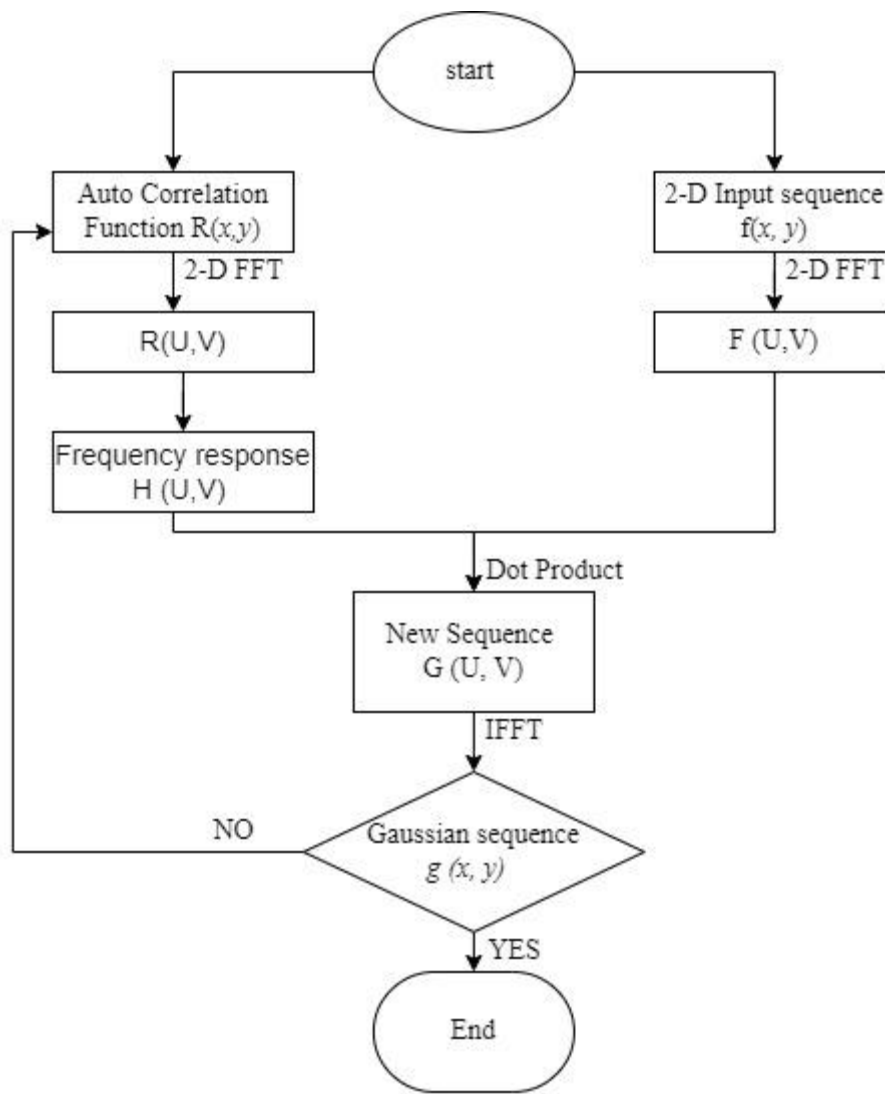 start
Auto Correlation
Function R(x,y)
2-D Input sequence
f(x, y)
2-D FFT
2-D FFT
R(U,V)
F (U,V)
Frequency response
H (U,V)
Dot Product
New Sequence
G (U, V)
IFFT
NO
Gaussian sequence
g (x, y)
YES
End